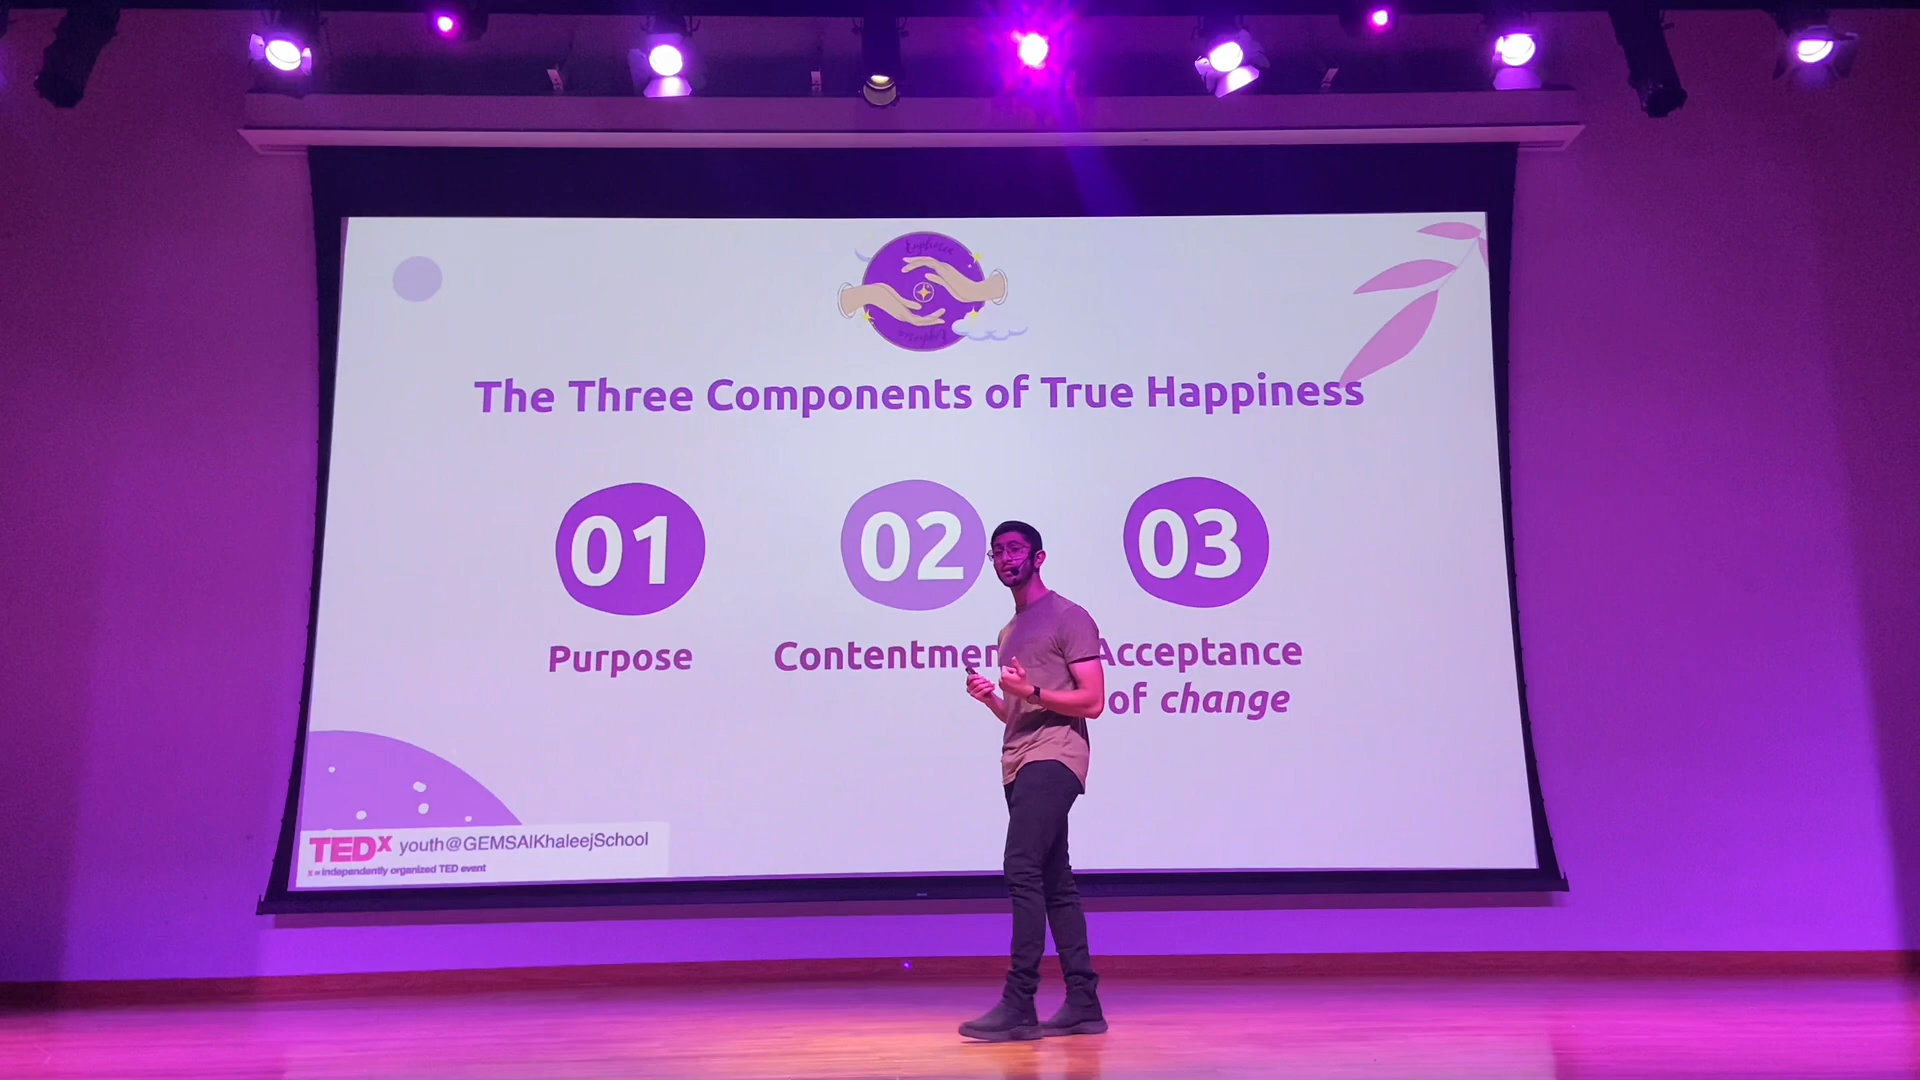 Euphoria
The Three Components of True Happiness
01
02
03
Purpose
Contentmen
Acceptance
of change
TEDx youth@GEMSAlKhaleejSchool
x = independently organized TED event